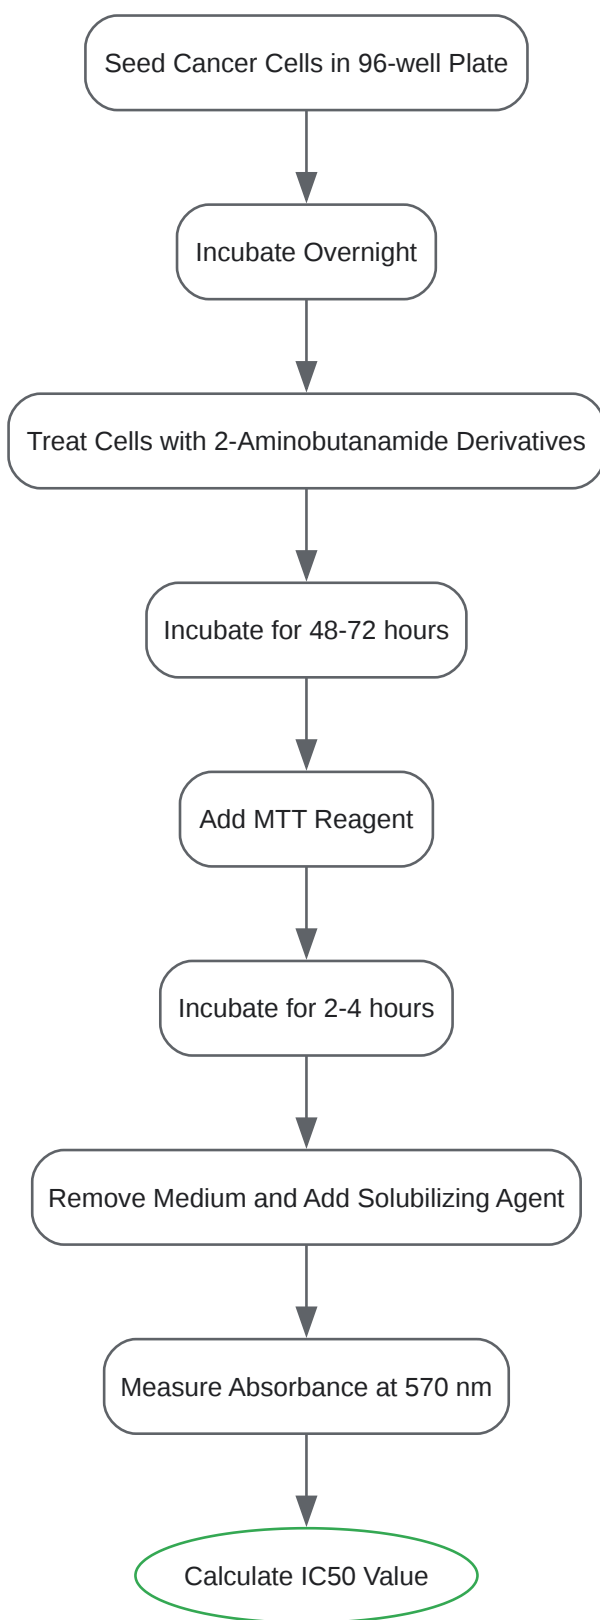 Seed Cancer Cells in 96-well Plate
Incubate Overnight
Treat Cells with 2-Aminobutanamide Derivatives
Incubate for 48-72 hours
Add MTT Reagent
Incubate for 2-4 hours
Remove Medium and Add Solubilizing Agent
Measure Absorbance at 570 nm
Calculate IC50 Value